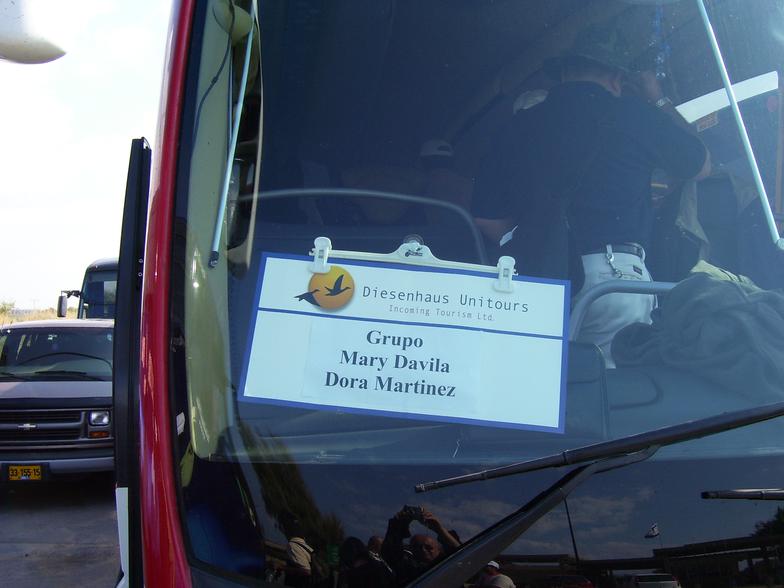 Diesenhaus Unitours
Incoming Tourism Ltd.
Grupo
Mary Davila
Dora Martinez
33-155-15